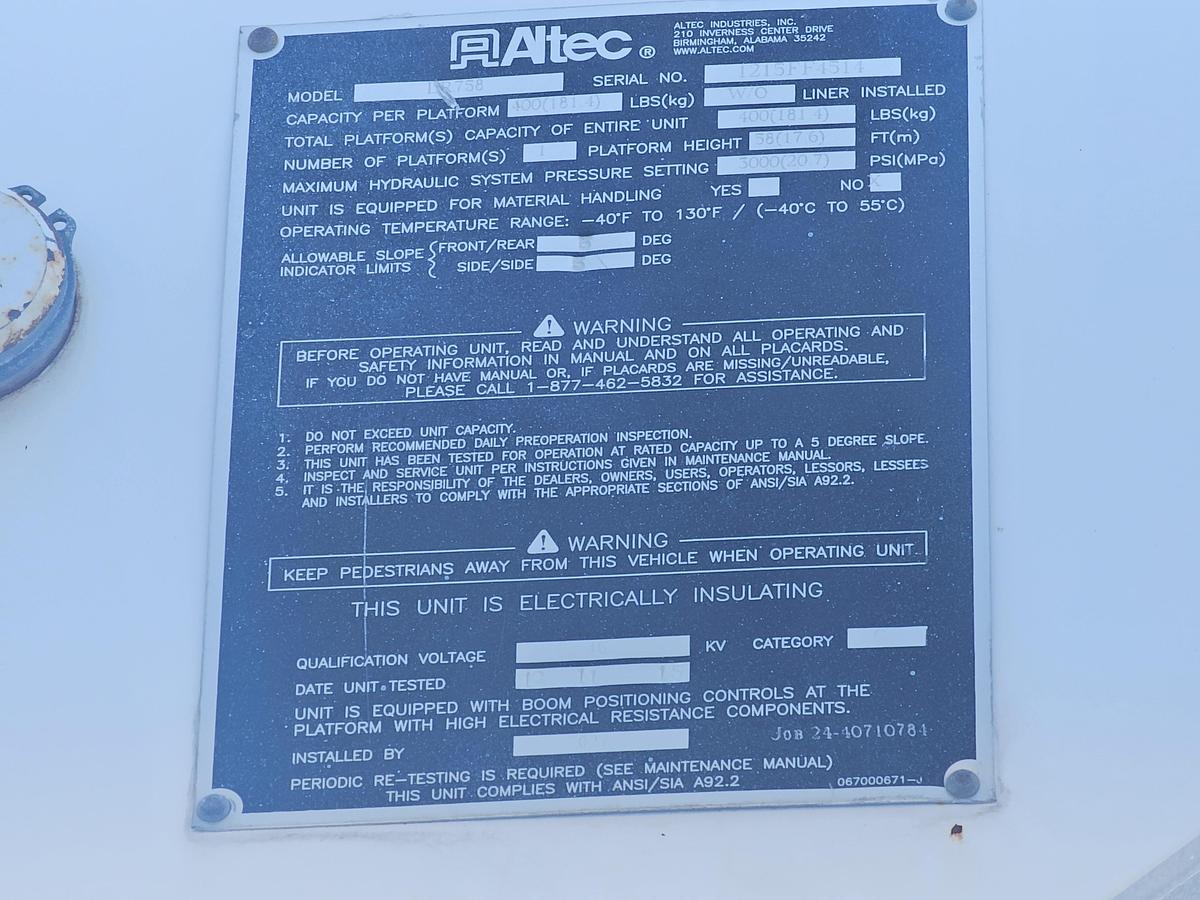 Altec®
ALTEC INDUSTRIES, INC.
210 INVERNESS CENTER DRIVE
BIRMINGHAM, ALABAMA 35242
WWW.ALTEC.COM
MODEL SERIAL NO. 1215FF4514
CAPACITY PER PLATFORM 400(181.4) LBS(kg) W/O LINER INSTALLED
TOTAL PLATFORM(S) CAPACITY OF ENTIRE UNIT 400(181.4) LBS(kg)
NUMBER OF PLATFORM(S) 1 PLATFORM HEIGHT 58(17.6) FT(m)
MAXIMUM HYDRAULIC SYSTEM PRESSURE SETTING 3000(20.7) PSI(MPa)
UNIT IS EQUIPPED FOR MATERIAL HANDLING YES NO X
OPERATING TEMPERATURE RANGE: -40°F TO 130°F / (-40°C TO 55°C)
ALLOWABLE SLOPE INDICATOR LIMITS { FRONT/REAR 5 DEG
SIDE/SIDE 5 DEG
WARNING
BEFORE OPERATING UNIT, READ AND UNDERSTAND ALL OPERATING AND
SAFETY INFORMATION IN MANUAL AND ON ALL PLACARDS.
IF YOU DO NOT HAVE MANUAL OR, IF PLACARDS ARE MISSING/UNREADABLE,
PLEASE CALL 1-877-462-5832 FOR ASSISTANCE.
1. DO NOT EXCEED UNIT CAPACITY.
2. PERFORM RECOMMENDED DAILY PREOPERATION INSPECTION.
3. THIS UNIT HAS BEEN TESTED FOR OPERATION AT RATED CAPACITY UP TO A 5 DEGREE SLOPE.
4. INSPECT AND SERVICE UNIT PER INSTRUCTIONS GIVEN IN MAINTENANCE MANUAL.
5. IT IS THE RESPONSIBILITY OF THE DEALERS, OWNERS, USERS, OPERATORS, LESSORS, LESSEES
AND INSTALLERS TO COMPLY WITH THE APPROPRIATE SECTIONS OF ANSI/SIA A92.2.
WARNING
KEEP PEDESTRIANS AWAY FROM THIS VEHICLE WHEN OPERATING UNIT.
THIS UNIT IS ELECTRICALLY INSULATING
QUALIFICATION VOLTAGE 46 KV CATEGORY
DATE UNIT TESTED
UNIT IS EQUIPPED WITH BOOM POSITIONING CONTROLS AT THE
PLATFORM WITH HIGH ELECTRICAL RESISTANCE COMPONENTS.
JOB 24-40710784
INSTALLED BY
PERIODIC RE-TESTING IS REQUIRED (SEE MAINTENANCE MANUAL)
THIS UNIT COMPLIES WITH ANSI/SIA A92.2
067000671-J